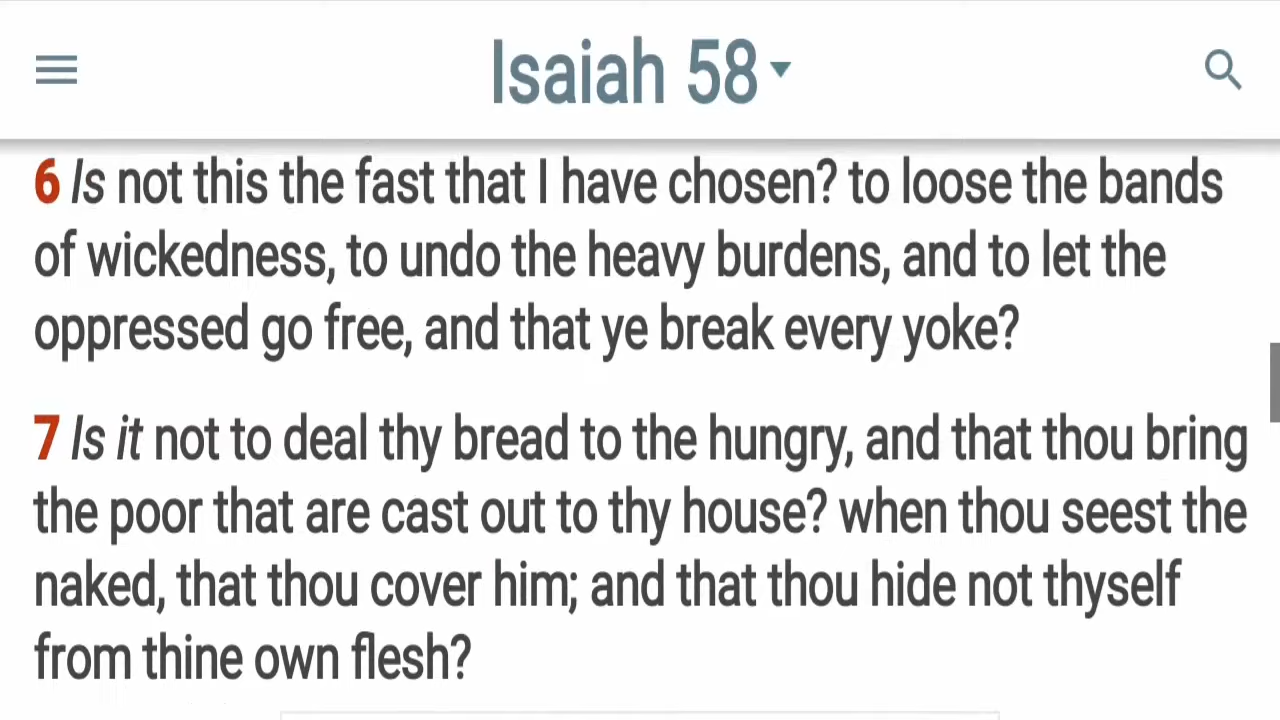 Isaiah 58
6 Is not this the fast that I have chosen? to loose the bands
of wickedness, to undo the heavy burdens, and to let the
oppressed go free, and that ye break every yoke?
7 Is it not to deal thy bread to the hungry, and that thou bring
the poor that are cast out to thy house? when thou seest the
naked, that thou cover him; and that thou hide not thyself
from thine own flesh?